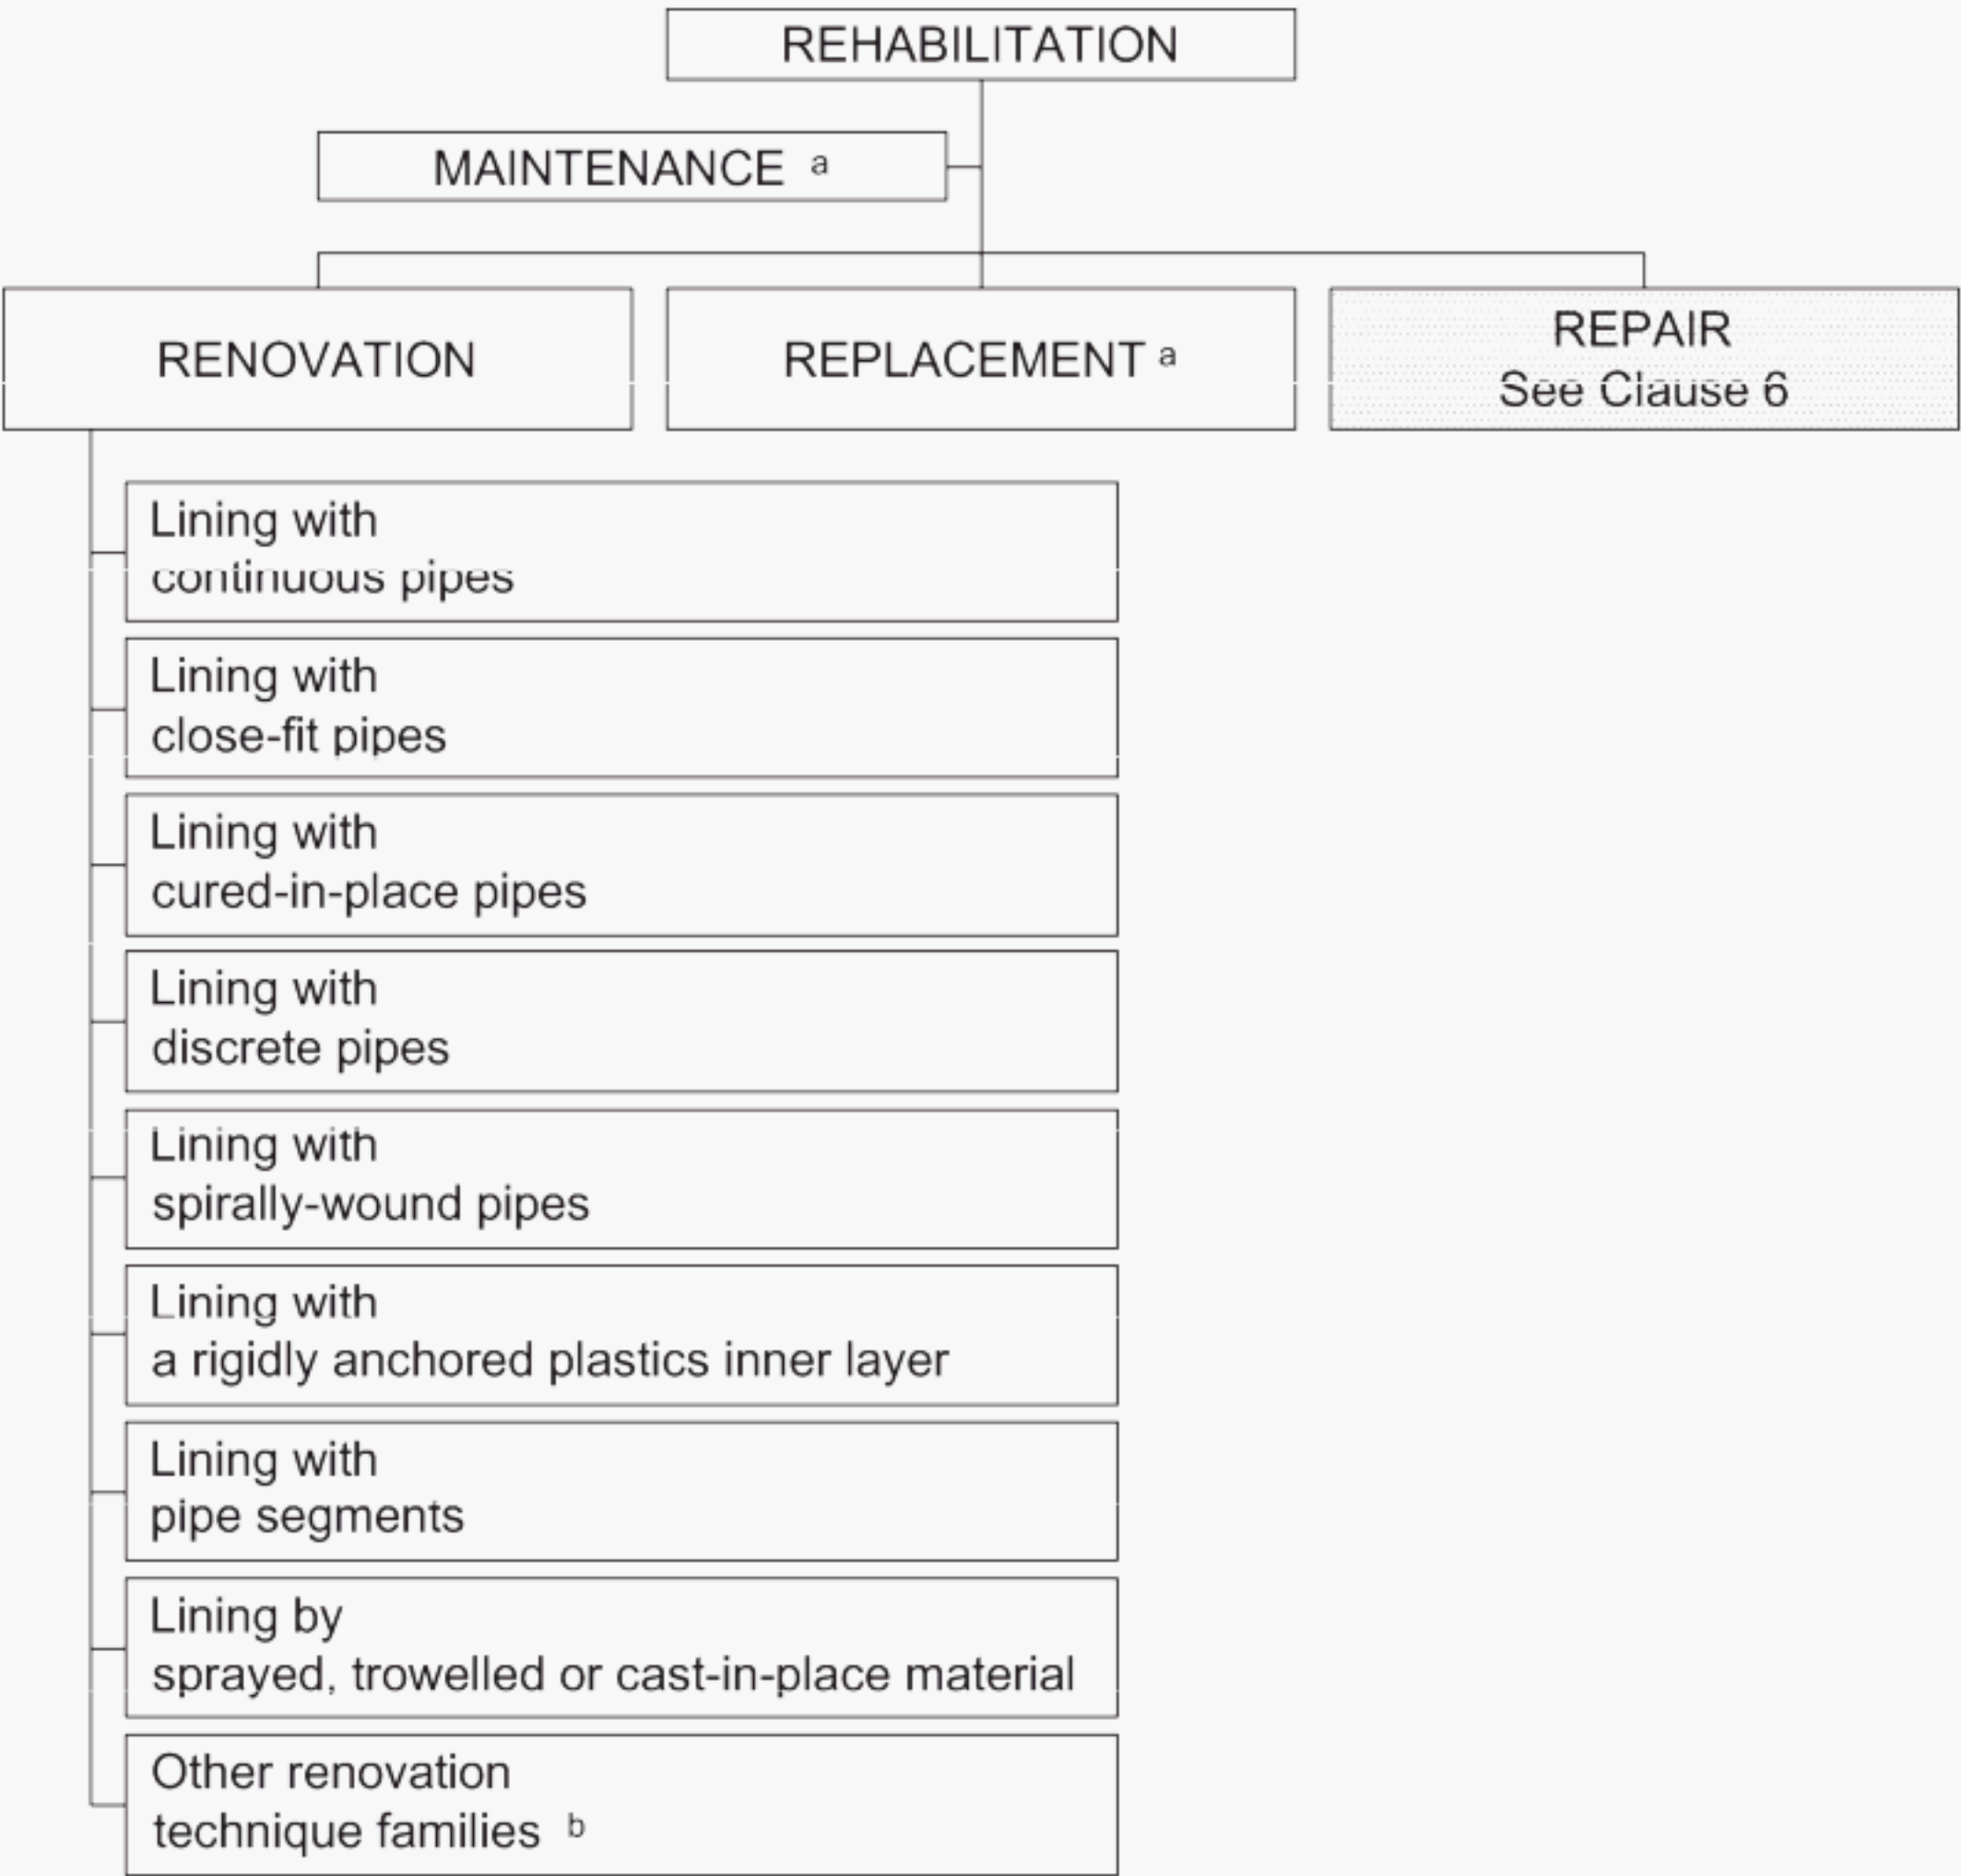 REHABILITATION
MAINTENANCE a
RENOVATION
REPLACEMENT a
REPAIR
See Clause 6
Lining with
continuous pipes
Lining with
close-fit pipes
Lining with
cured-in-place pipes
Lining with
discrete pipes
Lining with
spirally-wound pipes
Lining with
a rigidly anchored plastics inner layer
Lining with
pipe segments
Lining by
sprayed, trowelled or cast-in-place material
Other renovation
technique families b